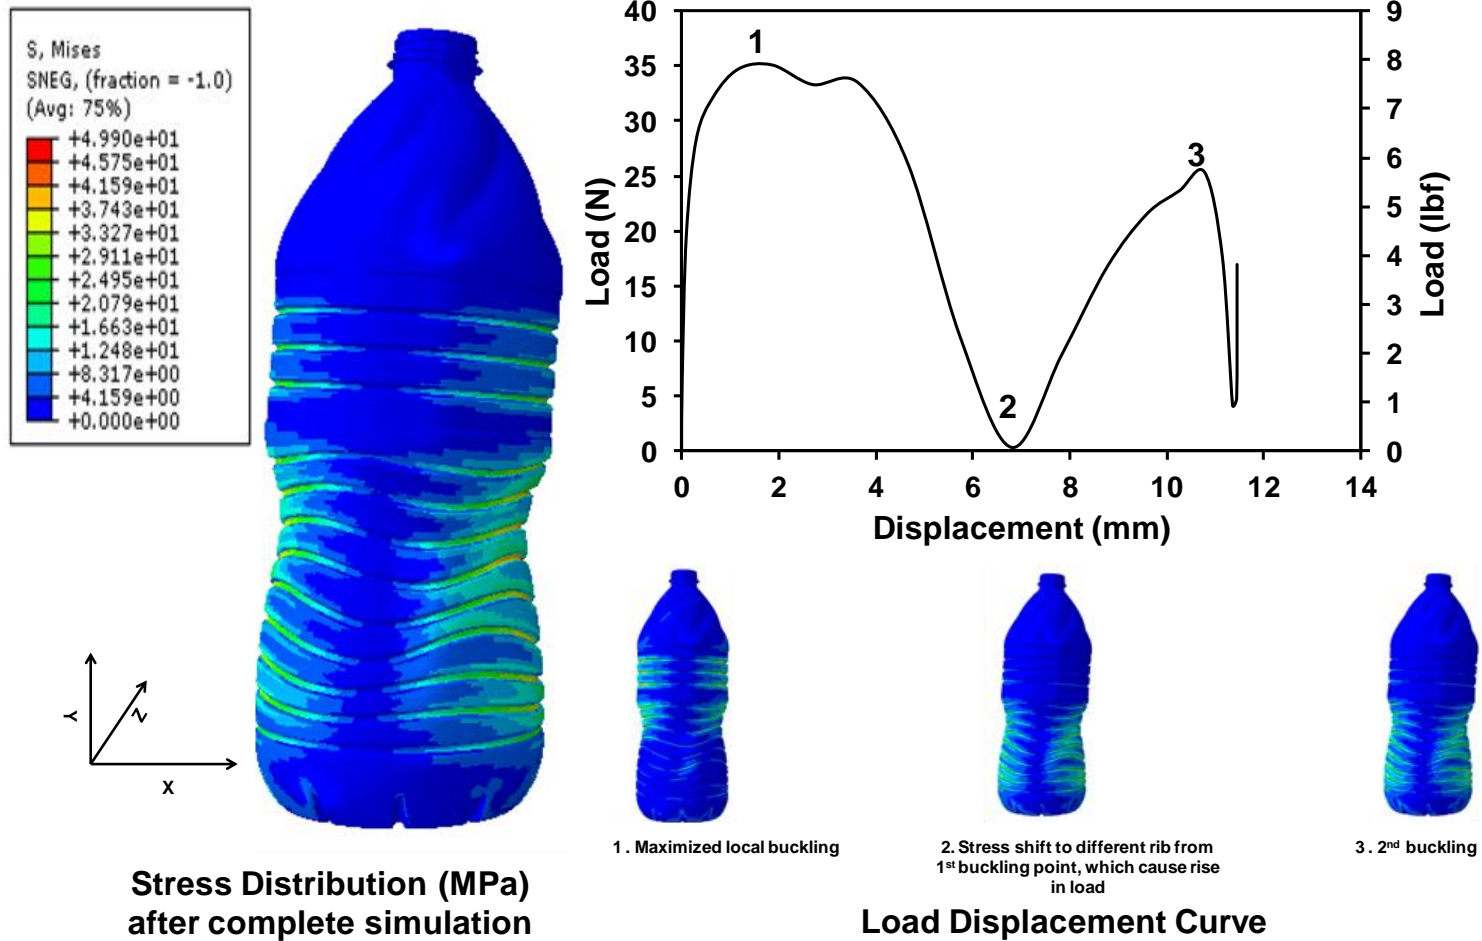 S, Mises
SNEG, (fraction = -1.0)
(Avg: 75%)
+4.990e+01
+4.575e+01
+4.159e+01
+3.743e+01
+3.327e+01
+2.911e+01
+2.495e+01
+2.079e+01
+1.663e+01
+1.248e+01
+8.317e+00
+4.159e+00
+0.000e+00
Y
Z
X
Stress Distribution (MPa)
after complete simulation
40
35
30
25
20
15
10
5
0
Load (N)
1
2
3
9
8
7
6
5
4
3
2
1
0
Load (lbf)
0 2 4 6 8 10 12 14
Displacement (mm)
1 . Maximized local buckling
2. Stress shift to different rib from
1st buckling point, which cause rise
in load
3 . 2nd buckling
Load Displacement Curve